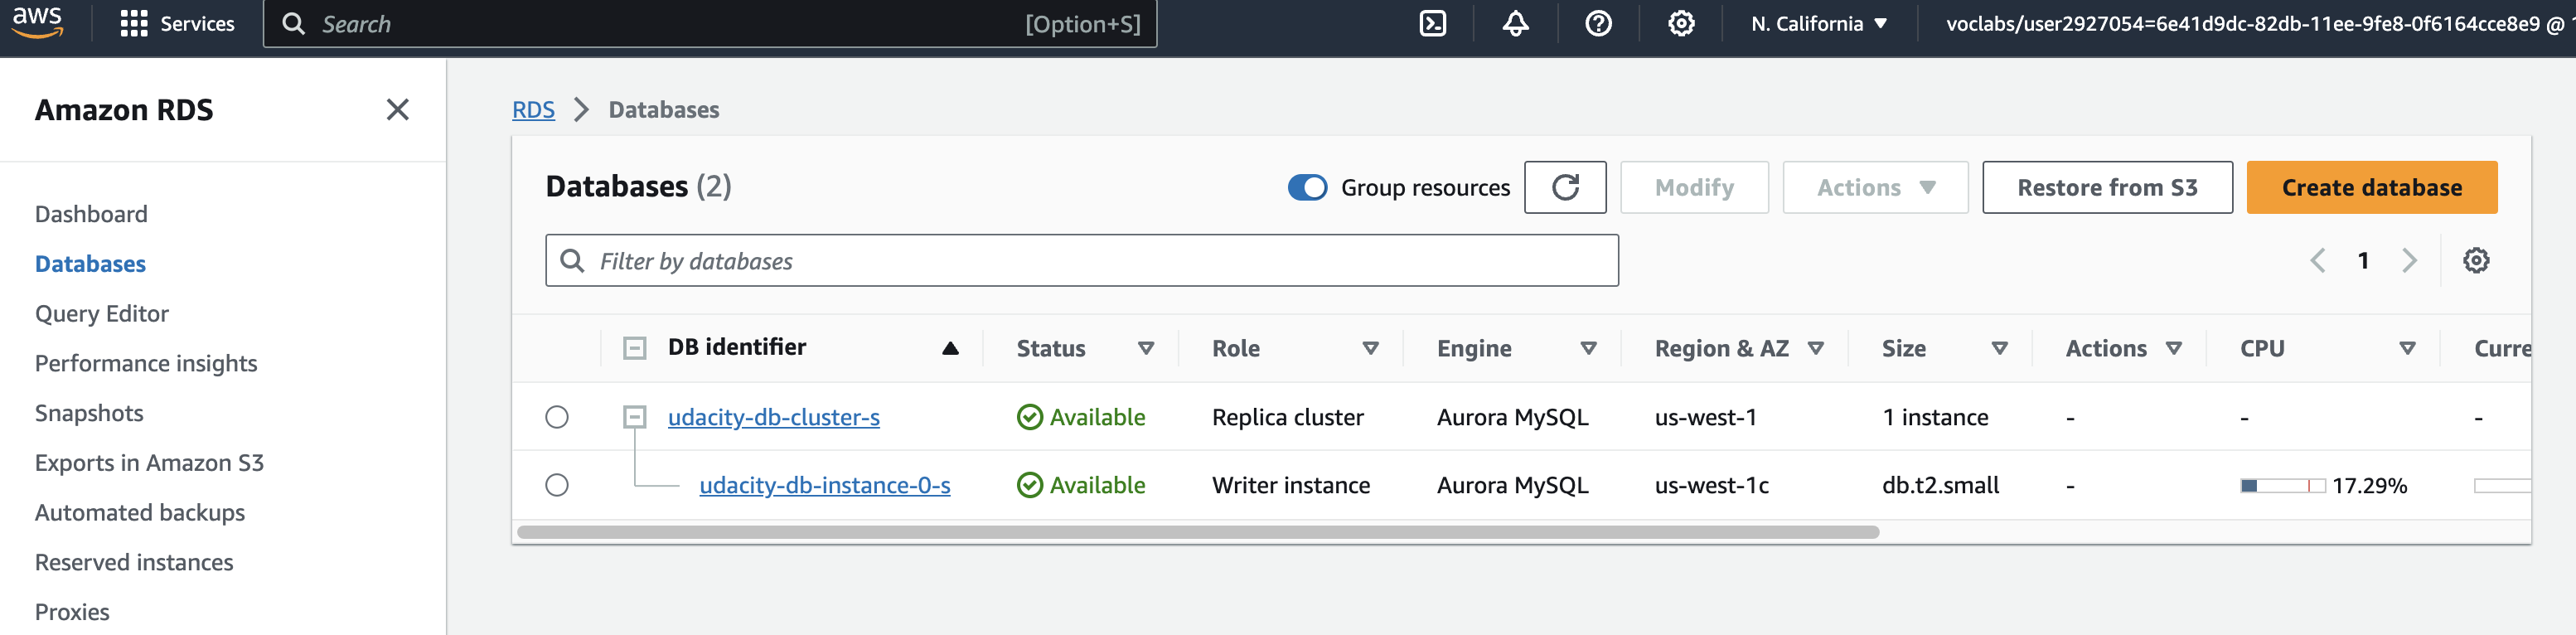 aws Services Search [Option+S] N. California voclabs/user2927054=6e41d9dc-82db-11ee-9fe8-0f6164cce8e9 @
Amazon RDS
Dashboard
Databases
Query Editor
Performance insights
Snapshots
Exports in Amazon S3
Automated backups
Reserved instances
Proxies
RDS Databases
Databases (2) Group resources Modify Actions Restore from S3 Create database
Filter by databases 1
DB identifier Status Role Engine Region & AZ Size Actions CPU Curre
udacity-db-cluster-s Available Replica cluster Aurora MySQL us-west-1 1 instance - - -
udacity-db-instance-0-s Available Writer instance Aurora MySQL us-west-1c db.t2.small - 17.29%